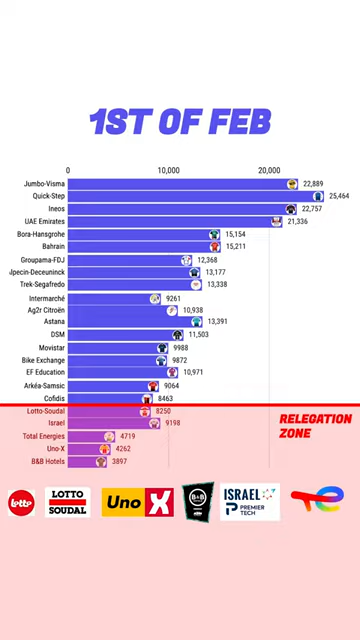 1ST OF FEB
0 10,000 20,000
Jumbo-Visma 22,889
Quick-Step 25,464
Ineos 22,757
UAE Emirates 21,336
Bora-Hansgrohe 15,154
Bahrain 15,211
Groupama-FDJ 12,368
lpecin-Deceuninck 13,177
Trek-Segafredo 13,338
Intermarché 9261
Ag2r Citroën 10,938
Astana 13,391
DSM 11,503
Movistar 9988
Bike Exchange 9872
EF Education 10,971
Arkéa-Samsic 9064
Cofidis 8463
Lotto-Soudal 8250
Israel 9198
Total Energies 4719
Uno-X 4262
B&B Hotels 3897
RELEGATION
ZONE
lotto
LOTTO
SOUDAL
Uno X
B&B
HOTELS
KTM
ISRAEL
PREMIER
TECH